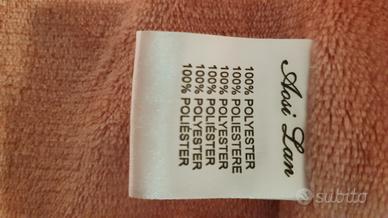 Aosi Lan
100% POLYESTER
100% POLIESTERE
100% POLYESTER
100% POLIÉSTER
100% POLYESTER
100% POLIÉSTER
subito